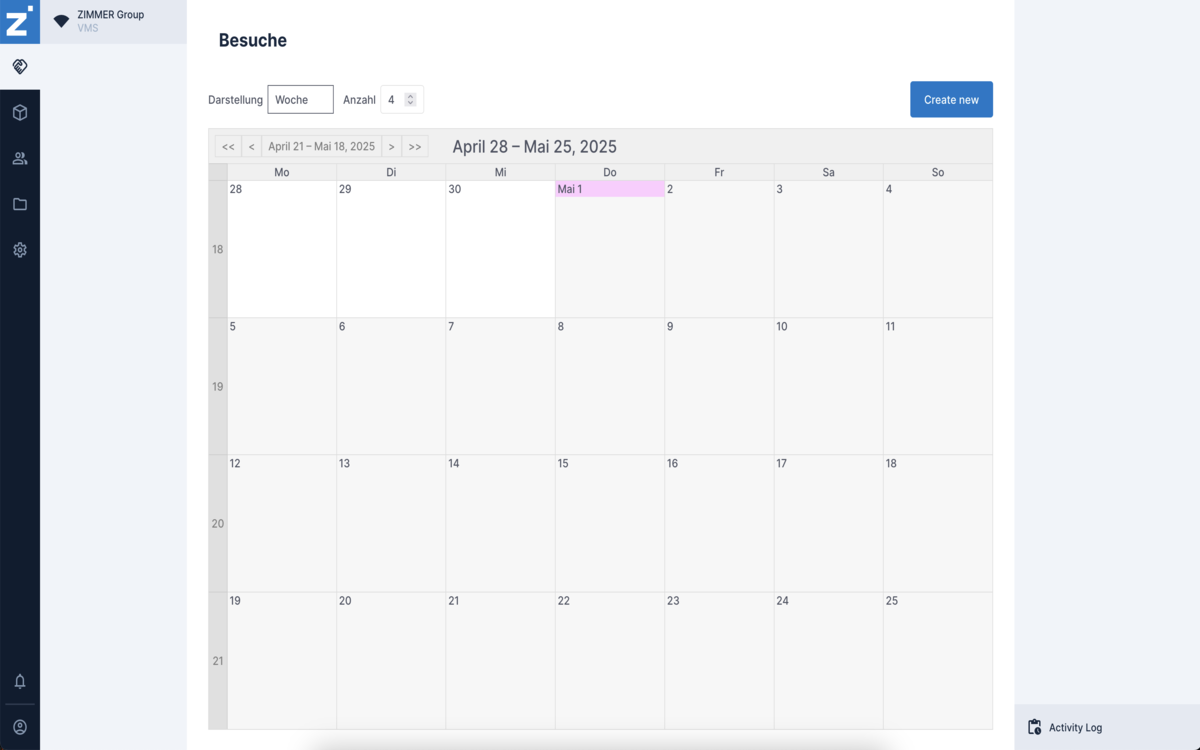 Z
ZIMMER Group
VMS
Besuche
Darstellung Woche Anzahl 4 Create new
<< < April 21 – Mai 18, 2025 > >> April 28 – Mai 25, 2025
Mo Di Mi Do Fr Sa So
28 29 30 Mai 1 2 3 4
18
5 6 7 8 9 10 11
19
12 13 14 15 16 17 18
20
19 20 21 22 23 24 25
21
Activity Log